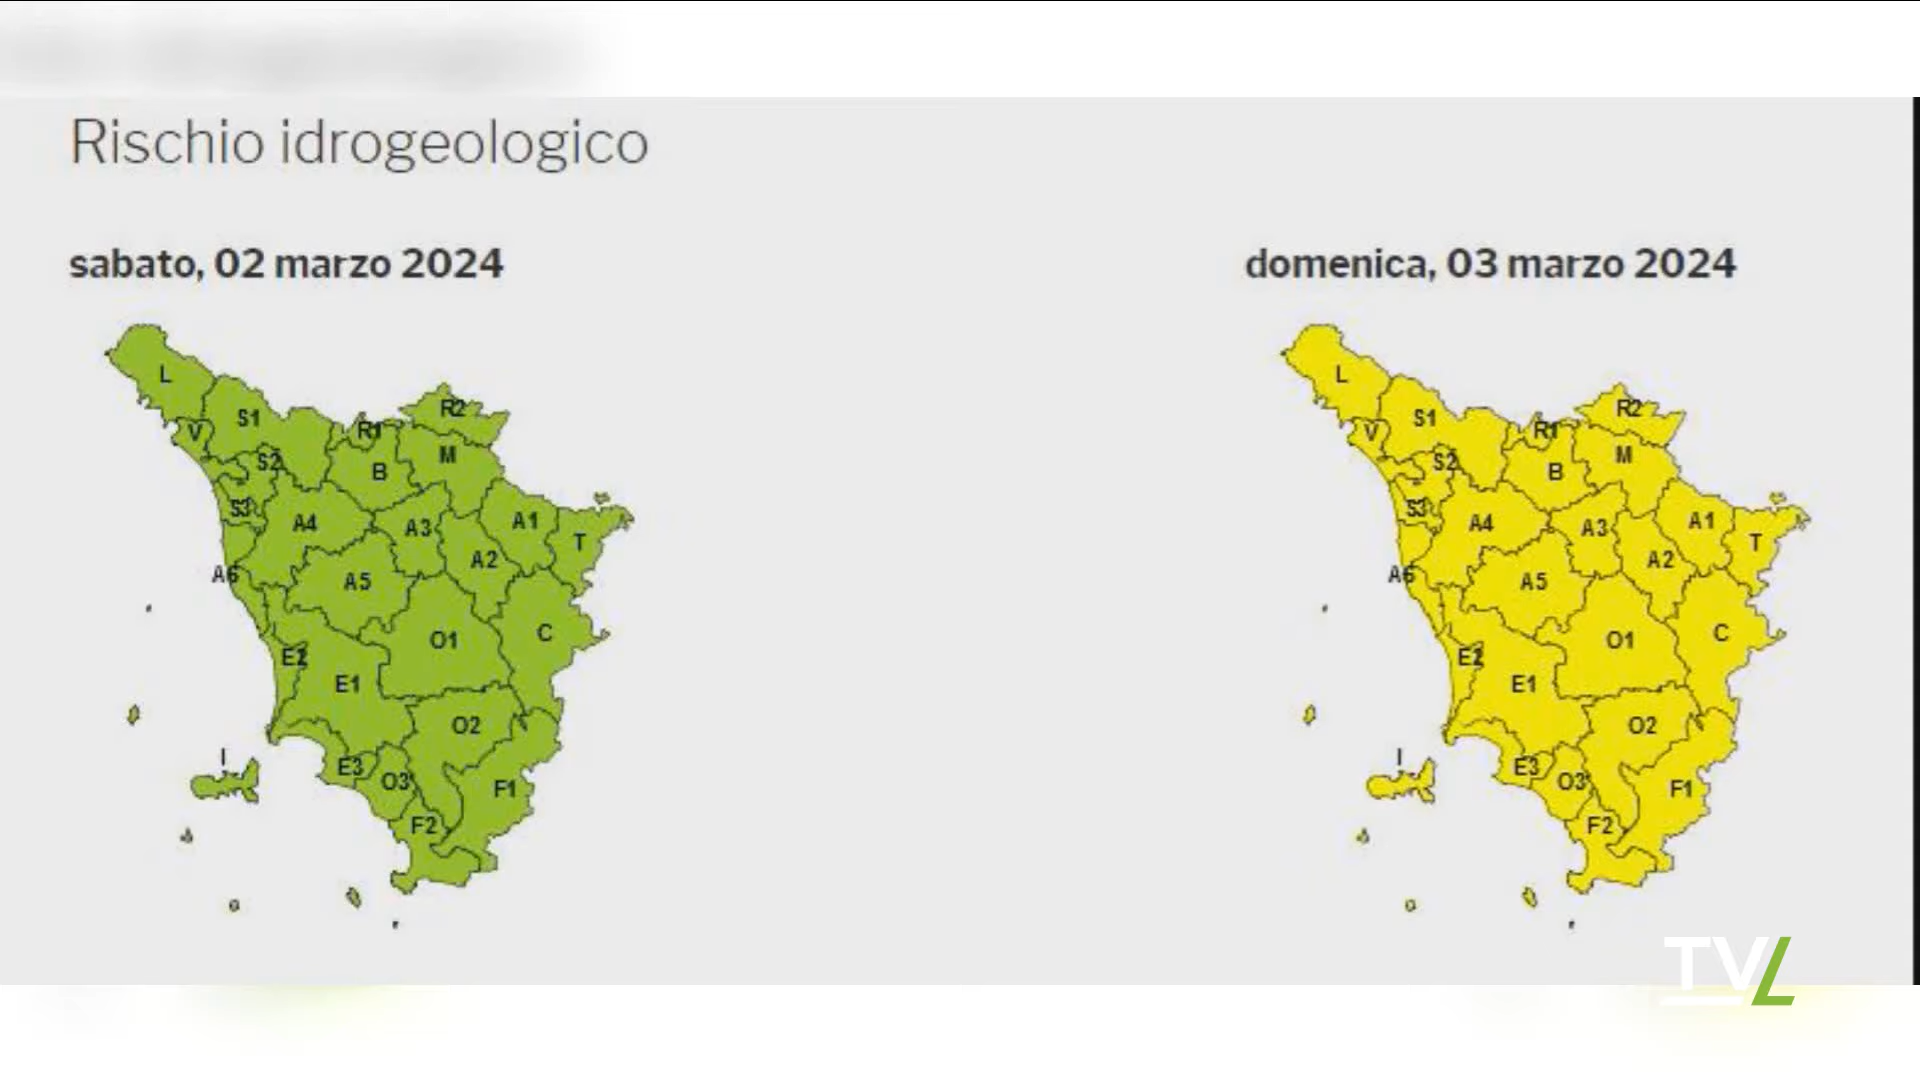 Rischio idrogeologico
sabato, 02 marzo 2024
domenica, 03 marzo 2024
L
S1
R2
V
R1
S2
B
M
S3
A4
A3
A1
T
A2
A6
A5
O1
C
E2
E1
O2
I
E3
O3
F1
F2
L
S1
R2
V
R1
S2
B
M
S3
A4
A3
A1
T
A2
A6
A5
O1
C
E2
E1
O2
I
E3
O3
F1
F2
TVL